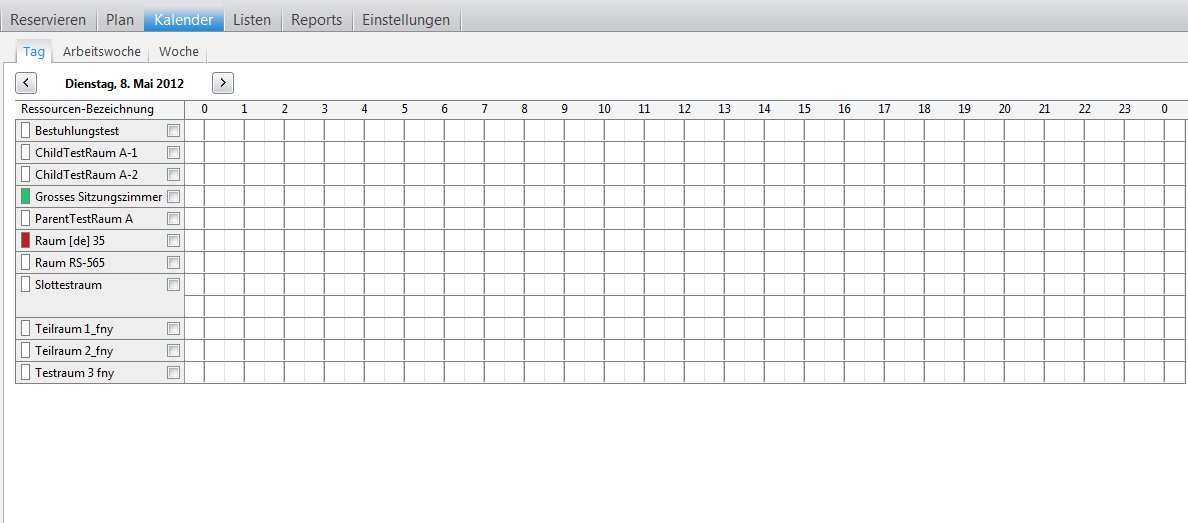 Reservieren Plan Kalender Listen Reports Einstellungen
Tag Arbeitswoche Woche
< Dienstag, 8. Mai 2012 >
Ressourcen-Bezeichnung 0 1 2 3 4 5 6 7 8 9 10 11 12 13 14 15 16 17 18 19 20 21 22 23 0
Bestuhlungstest
ChildTestRaum A-1
ChildTestRaum A-2
Grosses Sitzungszimmer
ParentTestRaum A
Raum [de] 35
Raum RS-565
Slottestraum
Teilraum 1_fny
Teilraum 2_fny
Testraum 3 fny